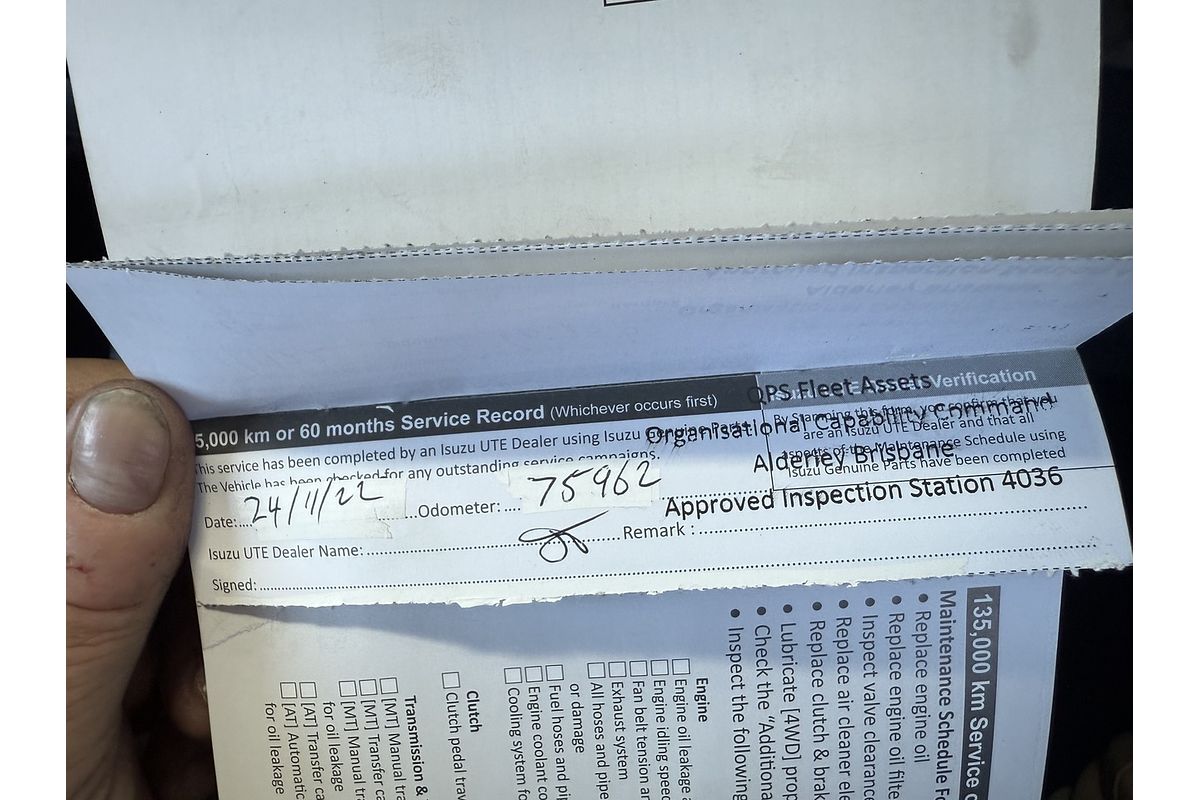 5,000 km or 60 months Service Record (Whichever occurs first)
Verification
QPS Fleet Assets
This service has been completed by an Isuzu UTE Dealer using Isuzu Genuine Parts
The Vehicle has been checked for any outstanding service campaigns.
By Stamping this form, you confirm that you
are an Isuzu UTE Dealer and that all
aspects of the Maintenance Schedule using
Isuzu Genuine Parts have been completed
Organisational Capability Command
Alderley Brisbane
Approved Inspection Station 4036
Date: 24/11/22 Odometer: 75962
Isuzu UTE Dealer Name: Remark :
Signed:
135,000 km Service
Maintenance Schedule
• Replace engine oil
• Replace engine oil
• Inspect valve clearance
• Replace air cleaner
• Replace clutch &
• Lubricate [4WD]
• Check the "Additional
• Inspect the following
Engine
Engine oil leakage
Engine idling speed
Fan belt tension
Exhaust system
All hoses and
or damage
Fuel hoses and
Engine coolant
Cooling system
Clutch
Clutch pedal
Transmission &
[MT] Manual
[MT] Transfer
[MT] Manual
for oil leakage
[AT] Transfer
[AT] Automatic
for oil leakage